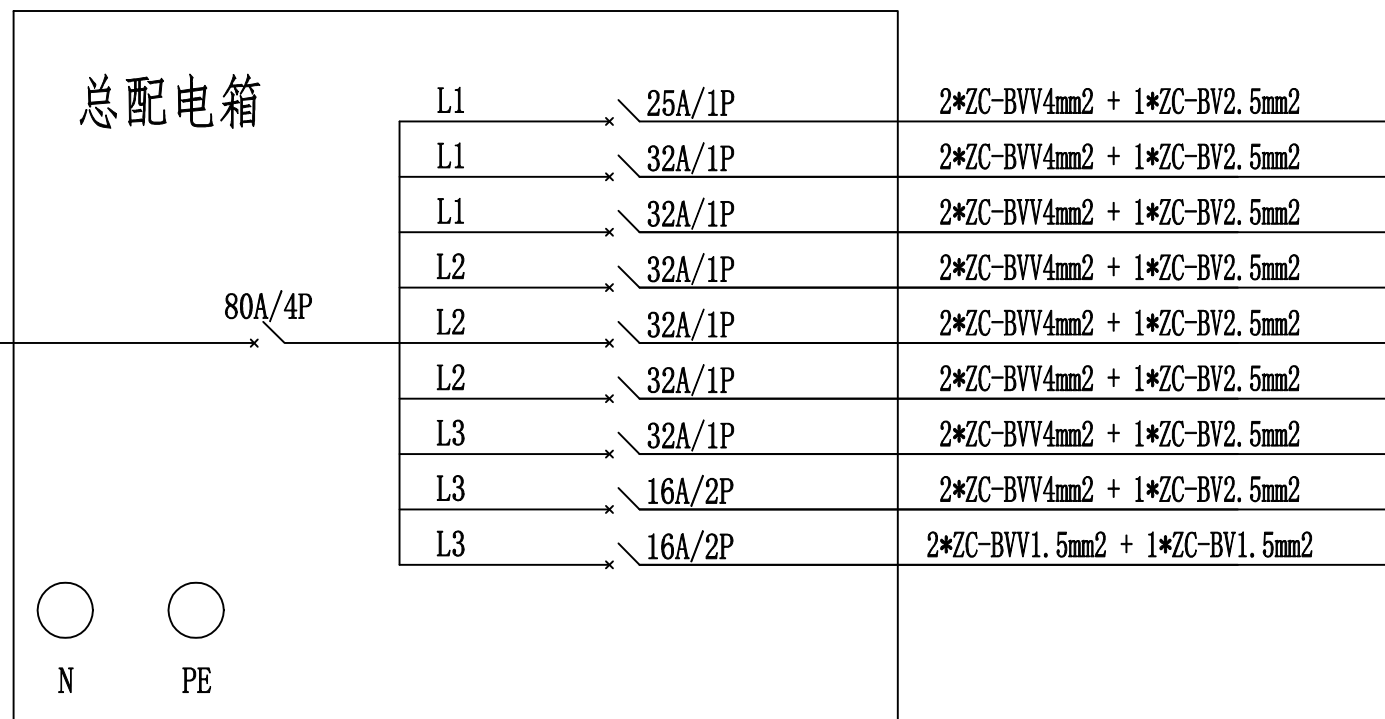 总配电箱
L1 25A/1P 2*ZC-BVV4mm2 + 1*ZC-BV2.5mm2
L1 32A/1P 2*ZC-BVV4mm2 + 1*ZC-BV2.5mm2
L1 32A/1P 2*ZC-BVV4mm2 + 1*ZC-BV2.5mm2
L2 32A/1P 2*ZC-BVV4mm2 + 1*ZC-BV2.5mm2
80A/4P
L2 32A/1P 2*ZC-BVV4mm2 + 1*ZC-BV2.5mm2
L2 32A/1P 2*ZC-BVV4mm2 + 1*ZC-BV2.5mm2
L3 32A/1P 2*ZC-BVV4mm2 + 1*ZC-BV2.5mm2
L3 16A/2P 2*ZC-BVV4mm2 + 1*ZC-BV2.5mm2
L3 16A/2P 2*ZC-BVV1.5mm2 + 1*ZC-BV1.5mm2
N PE